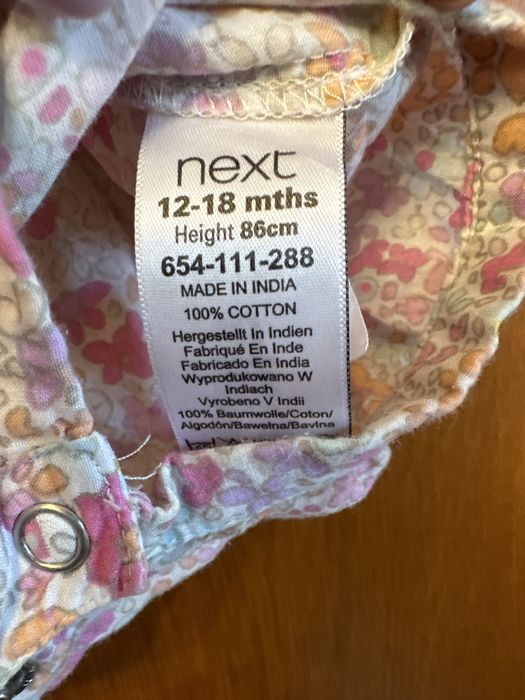 next
12-18 mths
Height 86cm
654-111-288
MADE IN INDIA
100% COTTON
Hergestellt In Indien
Fabriqué En Inde
Fabricado En India
Wyprodukowano W
Indiach
Vyrobeno V Indii
100% Baumwolle/Coton/
Algodón/Bawełna/Bavlna